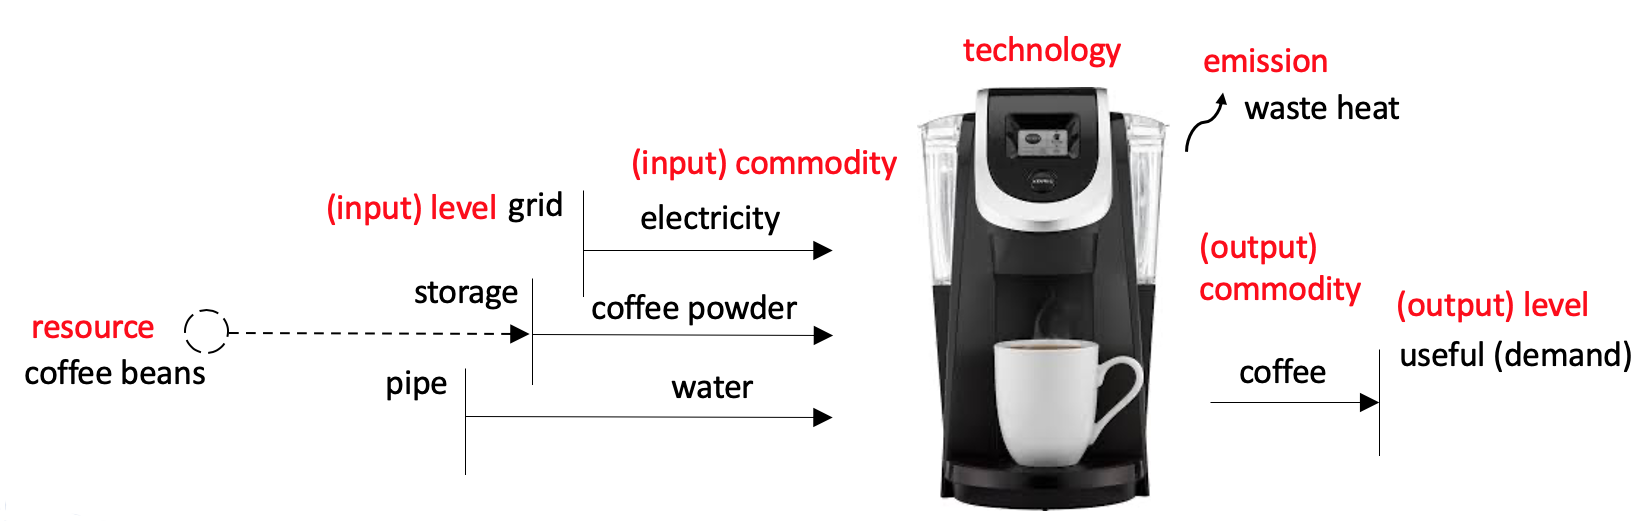 technology
emission
waste heat
(input) commodity
(input) level grid
electricity
(output)
commodity
storage
coffee powder
(output) level
resource
useful (demand)
coffee beans
pipe
water
coffee